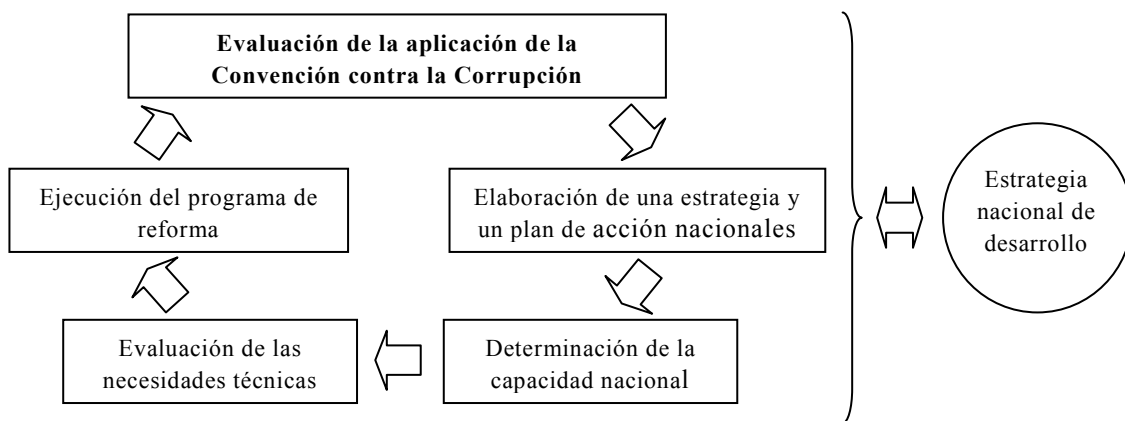 Evaluación de la aplicación de la
Convención contra la Corrupción
Ejecución del programa de
reforma
Elaboración de una estrategia y
un plan de acción nacionales
Estrategia
nacional de
desarrollo
Evaluación de las
necesidades técnicas
Determinación de la
capacidad nacional